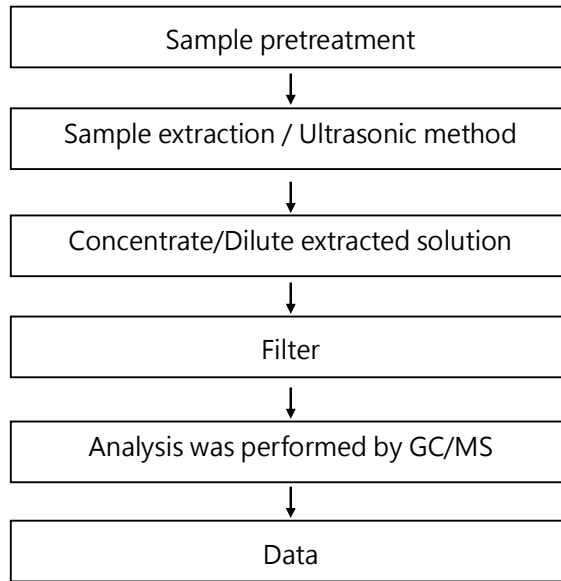 Sample pretreatment
Sample extraction / Ultrasonic method
Concentrate/Dilute extracted solution
Filter
Analysis was performed by GC/MS
Data